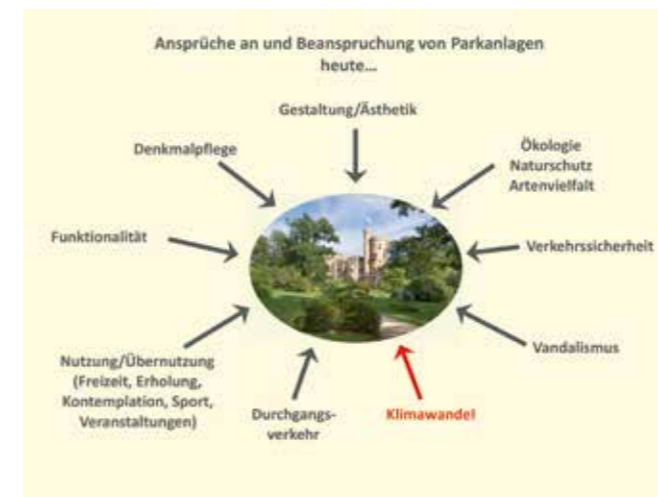 Ansprüche an und Beanspruchung von Parkanlagen
heute...
Gestaltung/Ästhetik
Denkmalpflege
Ökologie
Naturschutz
Artenvielfalt
Funktionalität
Verkehrssicherheit
Nutzung/Übernutzung
(Freizeit, Erholung,
Kontemplation, Sport,
Veranstaltungen)
Vandalismus
Durchgangs-
verkehr
Klimawandel